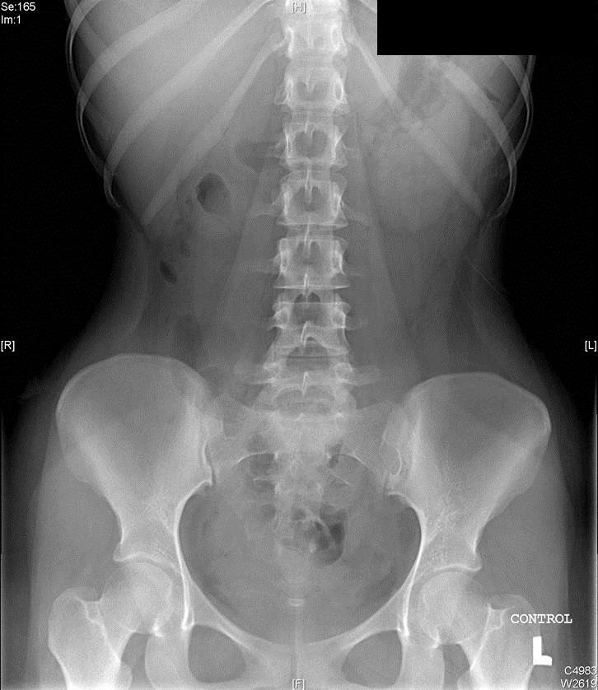 Se:165
Im:1
[H]
[R]
[L]
CONTROL
L
C4983
W2619
[F]